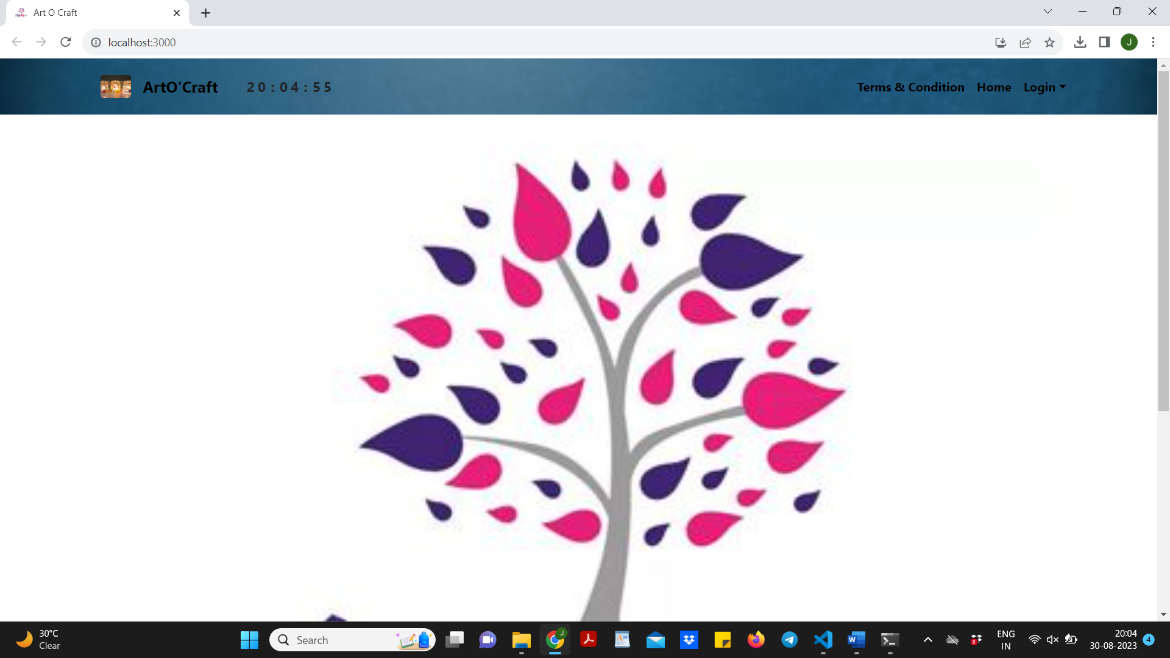 Art O Craft
localhost:3000
J
ArtO'Craft
20:04:55
Terms & Condition
Home
Login
30°C
Clear
Search
ENG
IN
20:04
30-08-2023
4